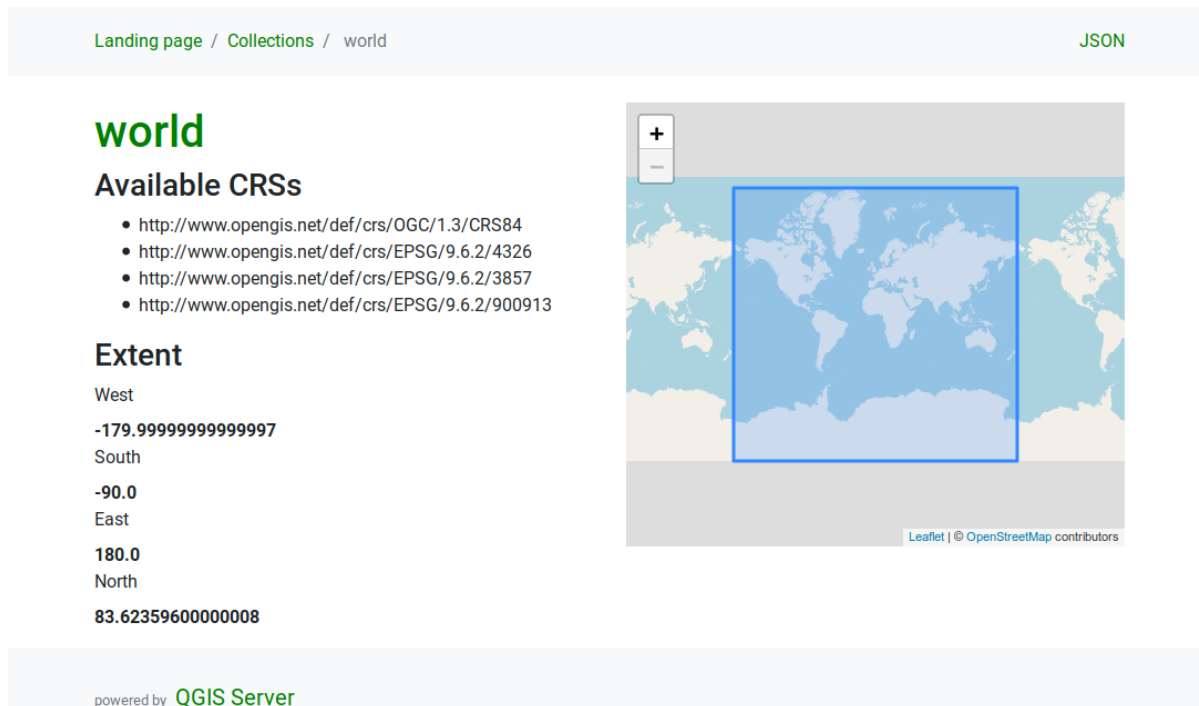 Landing page / Collections / world
JSON
world
Available CRSs
• http://www.opengis.net/def/crs/OGC/1.3/CRS84
• http://www.opengis.net/def/crs/EPSG/9.6.2/4326
• http://www.opengis.net/def/crs/EPSG/9.6.2/3857
• http://www.opengis.net/def/crs/EPSG/9.6.2/900913
Extent
West
-179.99999999999997
South
-90.0
East
180.0
North
83.62359600000008
+
−
Leaflet | © OpenStreetMap contributors
powered by QGIS Server